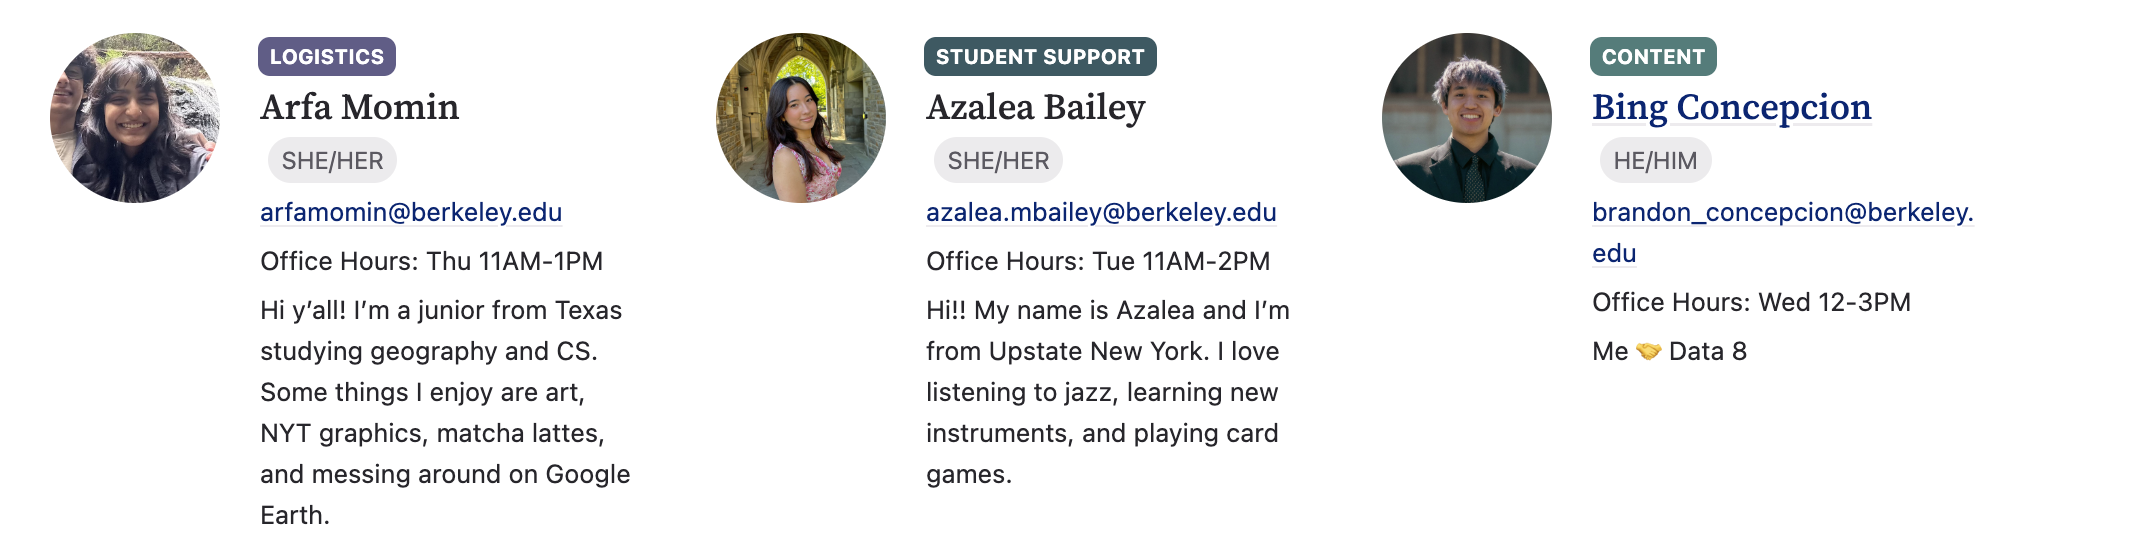 LOGISTICS
Arfa Momin
SHE/HER
arfamomin@berkeley.edu
Office Hours: Thu 11AM-1PM
Hi y’all! I’m a junior from Texas
studying geography and CS.
Some things I enjoy are art,
NYT graphics, matcha lattes,
and messing around on Google
Earth.
STUDENT SUPPORT
Azalea Bailey
SHE/HER
azalea.mbailey@berkeley.edu
Office Hours: Tue 11AM-2PM
Hi!! My name is Azalea and I’m
from Upstate New York. I love
listening to jazz, learning new
instruments, and playing card
games.
CONTENT
Bing Concepcion
HE/HIM
brandon_concepcion@berkeley.
edu
Office Hours: Wed 12-3PM
Me 🤝 Data 8